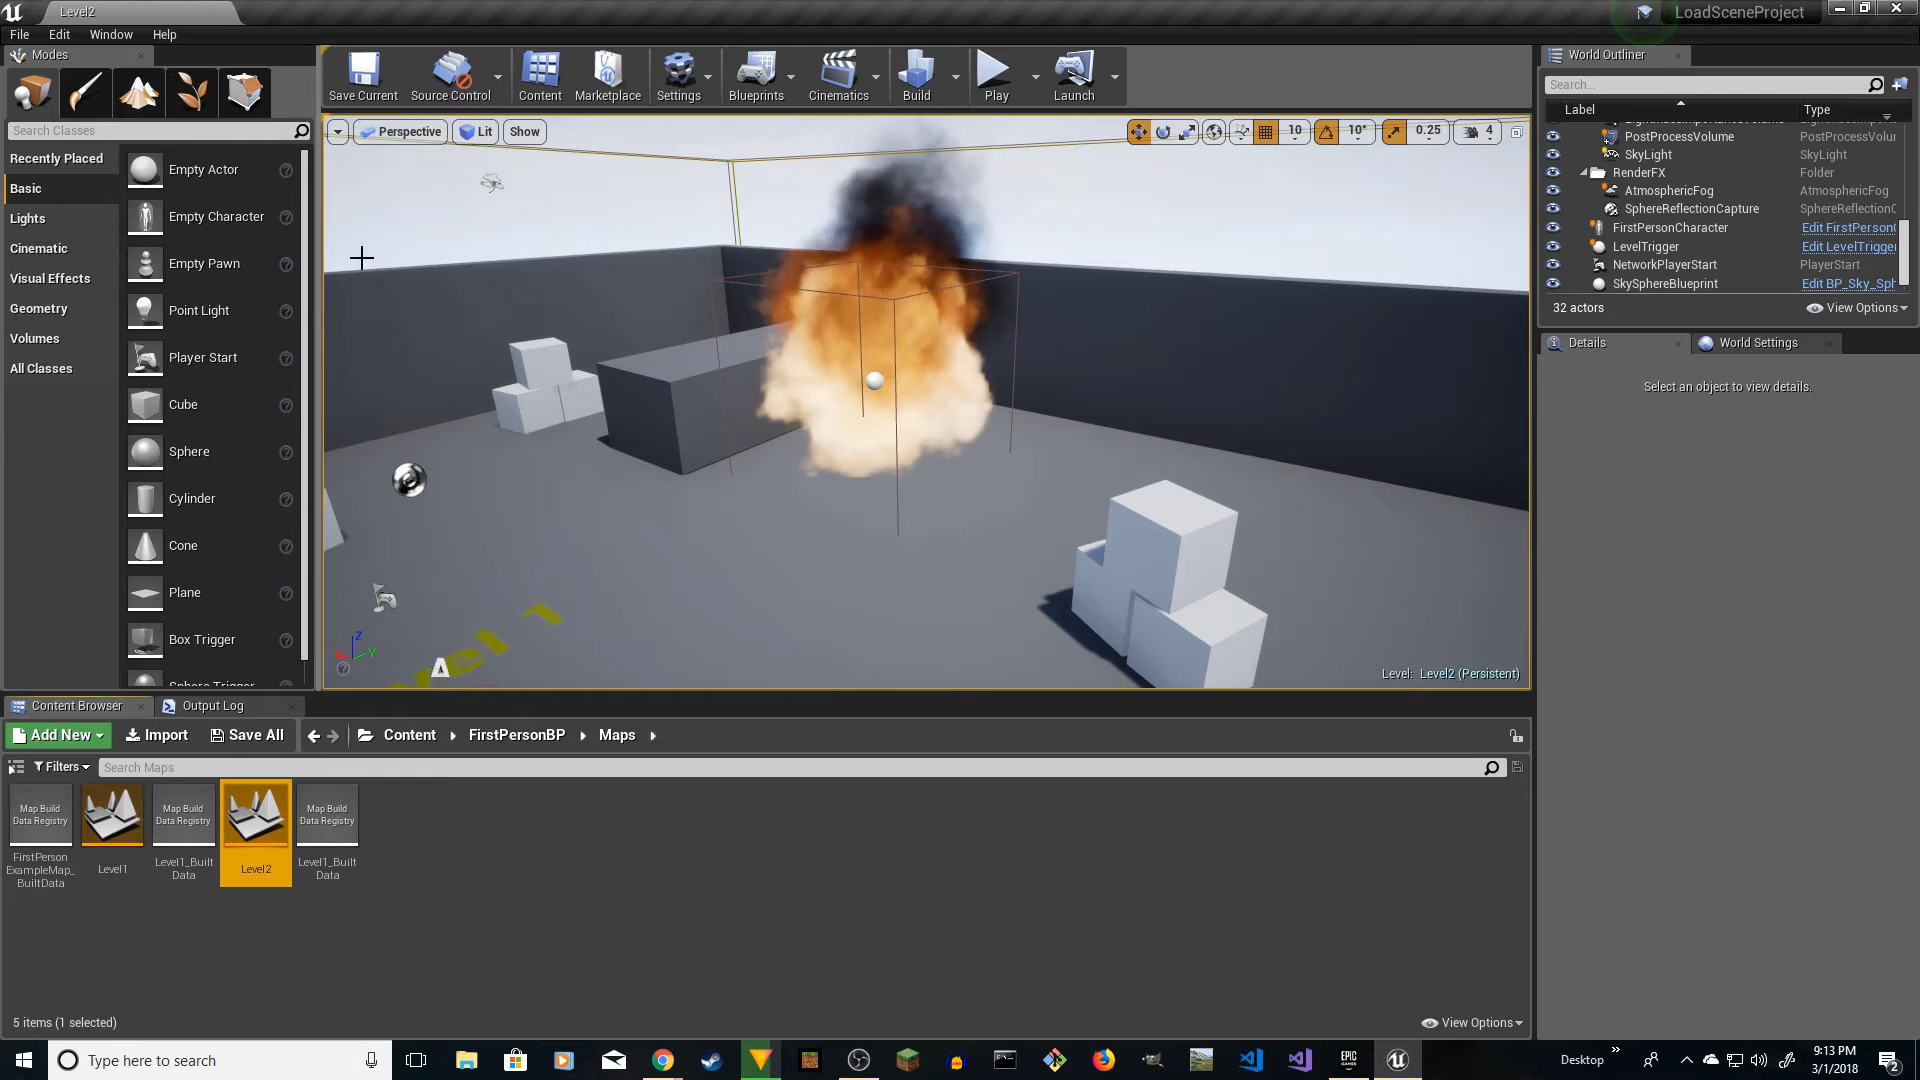 Level2
LoadSceneProject
File Edit Window Help
Modes
Search Classes
Recently Placed
Basic
Lights
Cinematic
Visual Effects
Geometry
Volumes
All Classes
Empty Actor
Empty Character
Empty Pawn
Point Light
Player Start
Cube
Sphere
Cylinder
Cone
Plane
Box Trigger
Sphere Trigger
Save Current
Source Control
Content
Marketplace
Settings
Blueprints
Cinematics
Build
Play
Launch
Perspective Lit Show
10 10° 0.25 4
Z
Y
Level: Level2 (Persistent)
World Outliner
Search...
Label Type
PostProcessVolume PostProcessVolur
SkyLight SkyLight
RenderFX Folder
AtmosphericFog AtmosphericFog
SphereReflectionCapture SphereReflectionC
FirstPersonCharacter Edit FirstPerson
LevelTrigger Edit LevelTrigger
NetworkPlayerStart PlayerStart
SkySphereBlueprint Edit BP_Sky_Sph
32 actors View Options
Details World Settings
Select an object to view details.
Content Browser Output Log
Add New Import Save All Content FirstPersonBP Maps
Filters Search Maps
Map Build
Data Registry
FirstPerson
ExampleMap_
BuiltData
Level1
Map Build
Data Registry
Level1_Built
Data
Level2
Map Build
Data Registry
Level1_Built
Data
5 items (1 selected) View Options
Type here to search
EPIC
GAMES
Desktop
9:13 PM
3/1/2018
2